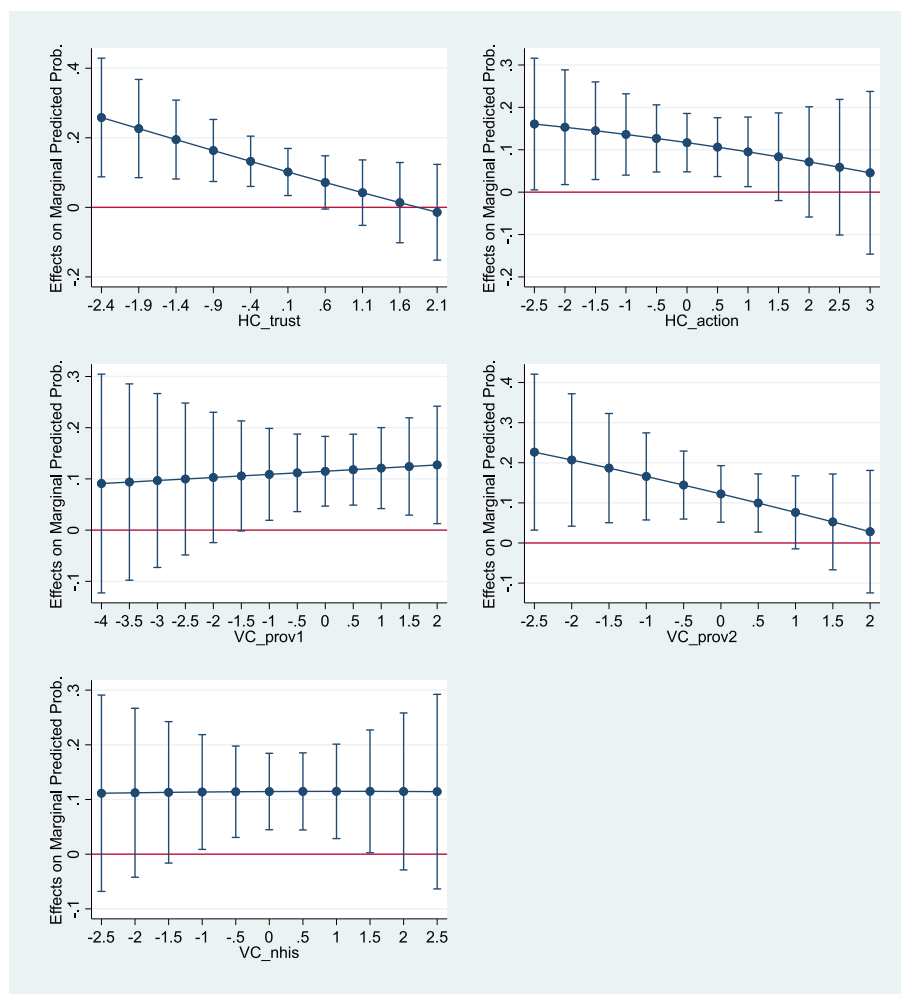 Effects on Marginal Predicted Prob.
.4
.2
0
-.2
-2.4 -1.9 -1.4 -.9 -.4 .1 .6 1.1 1.6 2.1
HC_trust
Effects on Marginal Predicted Prob.
.3
.2
.1
0
-.1
-.2
-2.5 -2 -1.5 -1 -.5 0 .5 1 1.5 2 2.5 3
HC_action
Effects on Marginal Predicted Prob.
.3
.2
.1
0
-.1
-4 -3.5 -3 -2.5 -2 -1.5 -1 -.5 0 .5 1 1.5 2
VC_prov1
Effects on Marginal Predicted Prob.
.4
.3
.2
.1
0
-.1
-2.5 -2 -1.5 -1 -.5 0 .5 1 1.5 2
VC_prov2
Effects on Marginal Predicted Prob.
.3
.2
.1
0
-.1
-2.5 -2 -1.5 -1 -.5 0 .5 1 1.5 2 2.5
VC_nhis